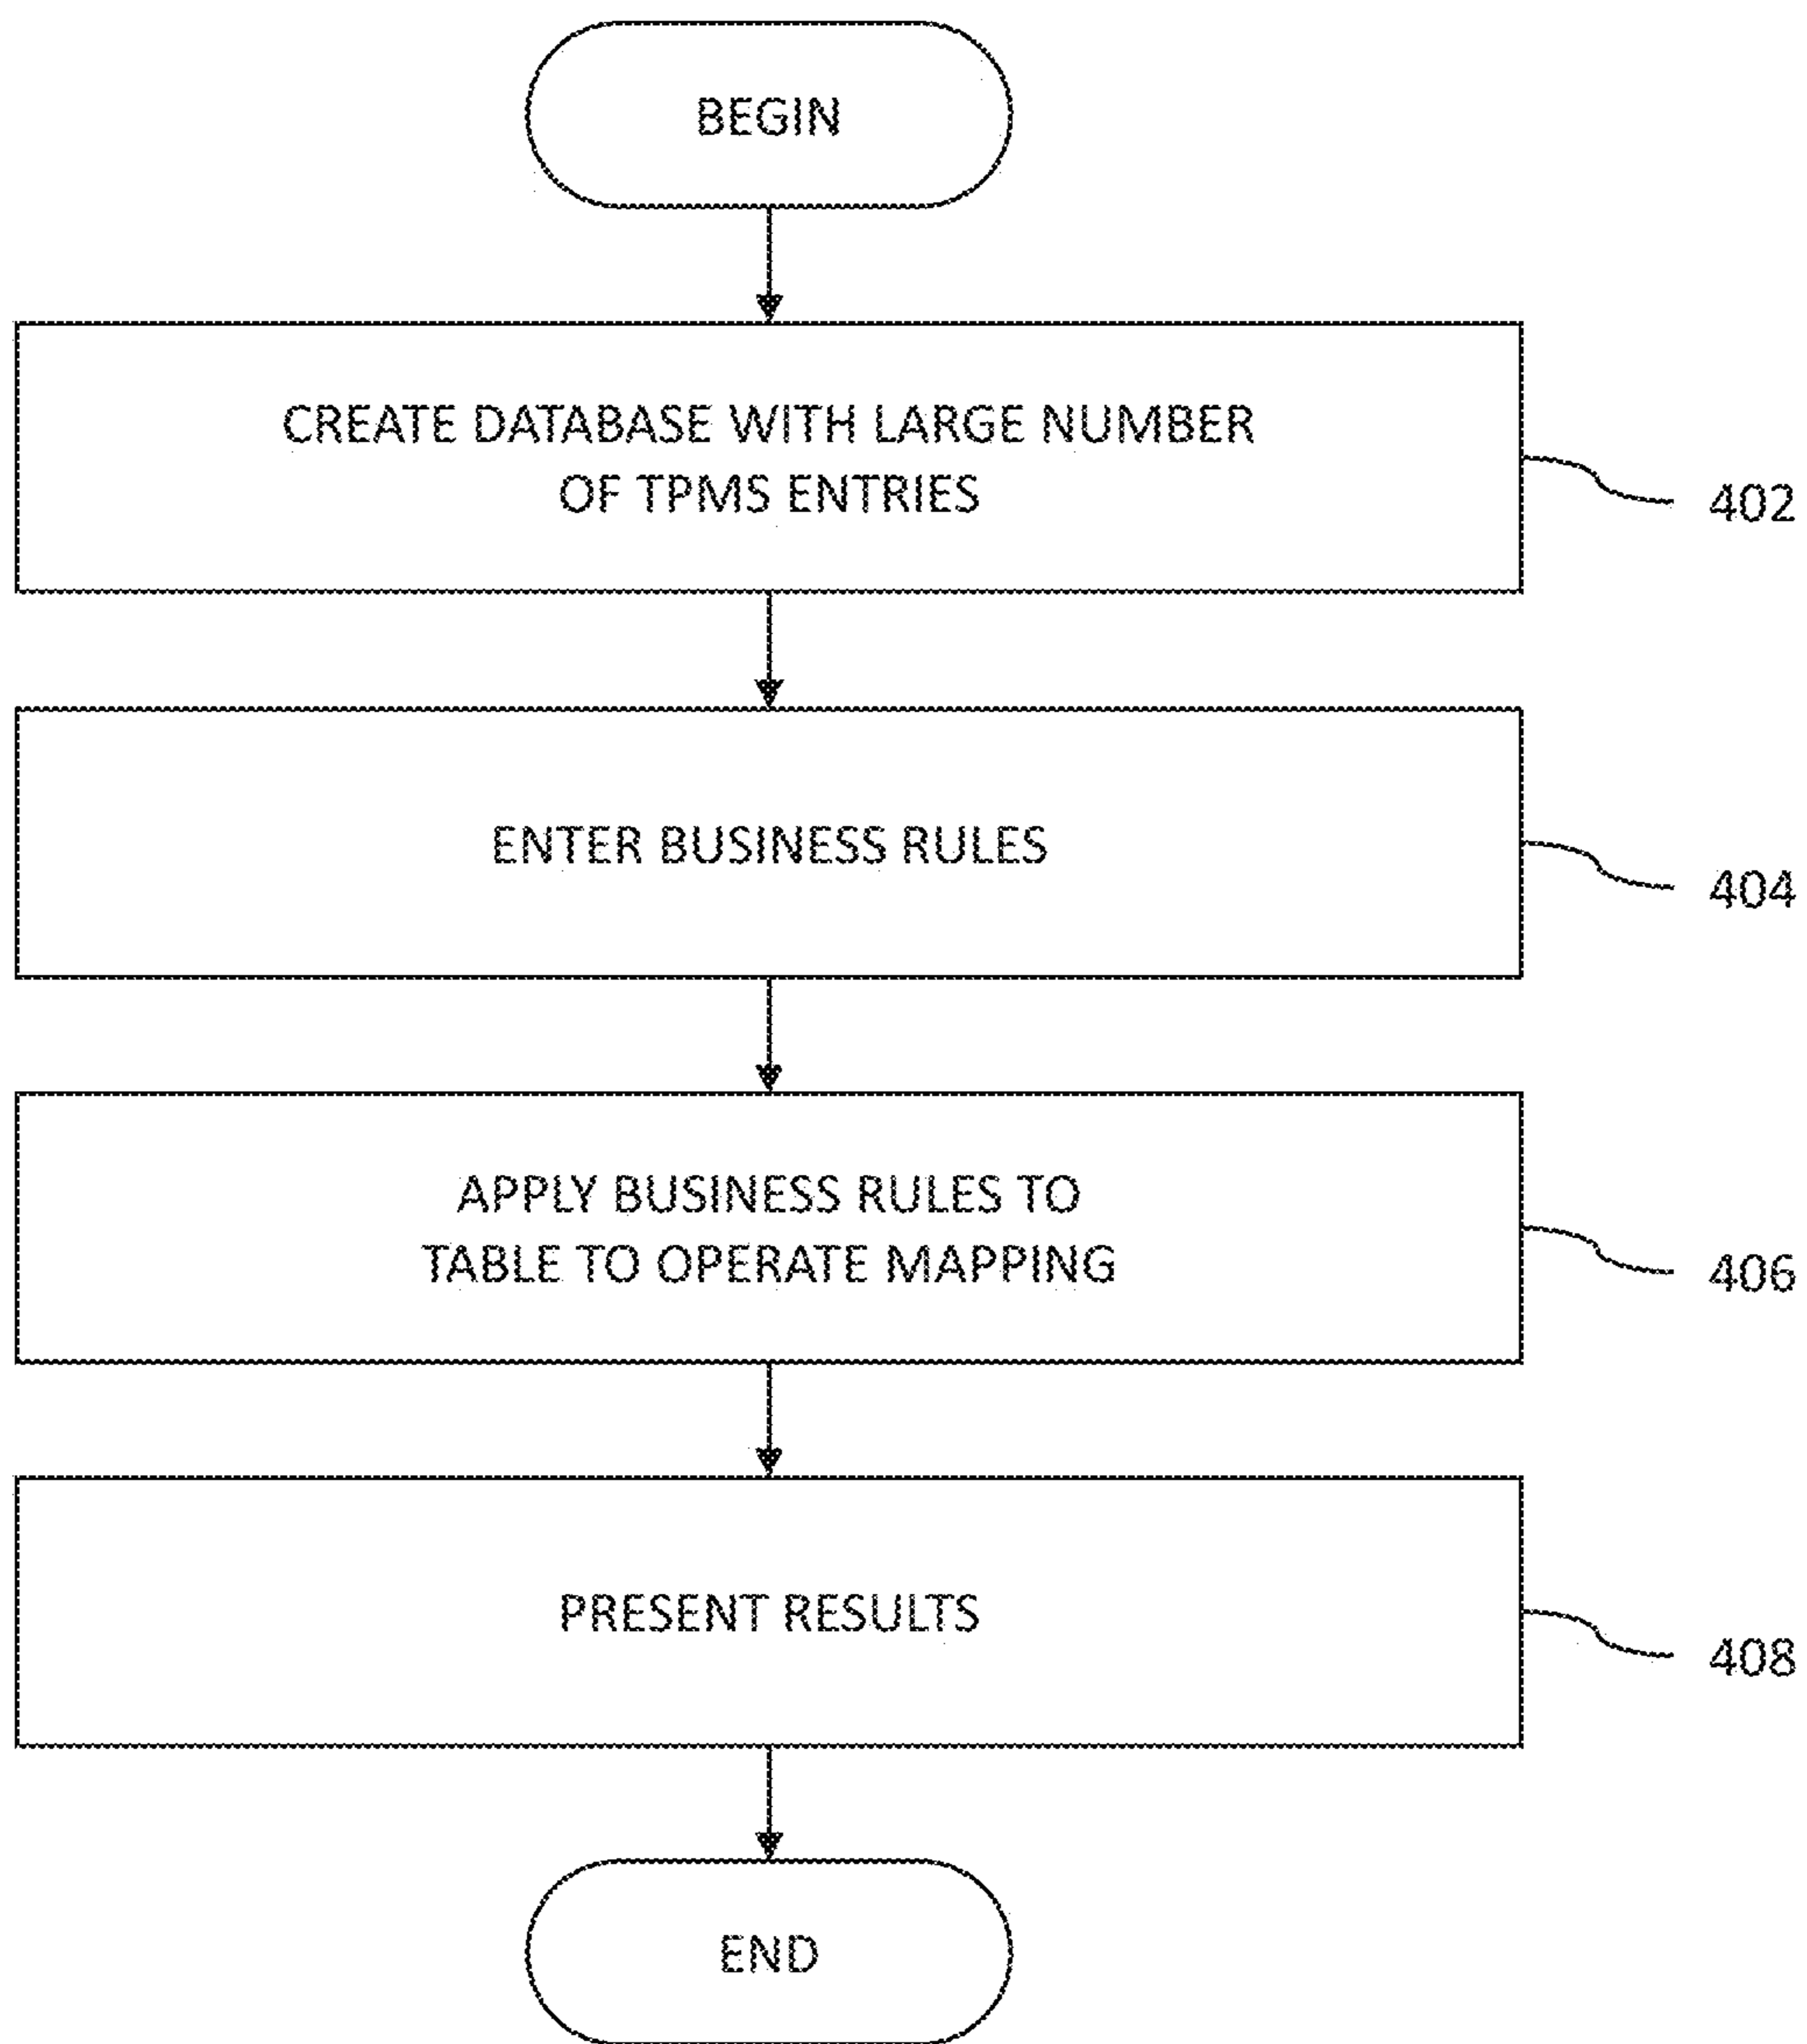 BEGIN
CREATE DATABASE WITH LARGE NUMBER
OF TPMS ENTRIES
402
ENTER BUSINESS RULES
404
APPLY BUSINESS RULES TO
TABLE TO OPERATE MAPPING
406
PRESENT RESULTS
408
END